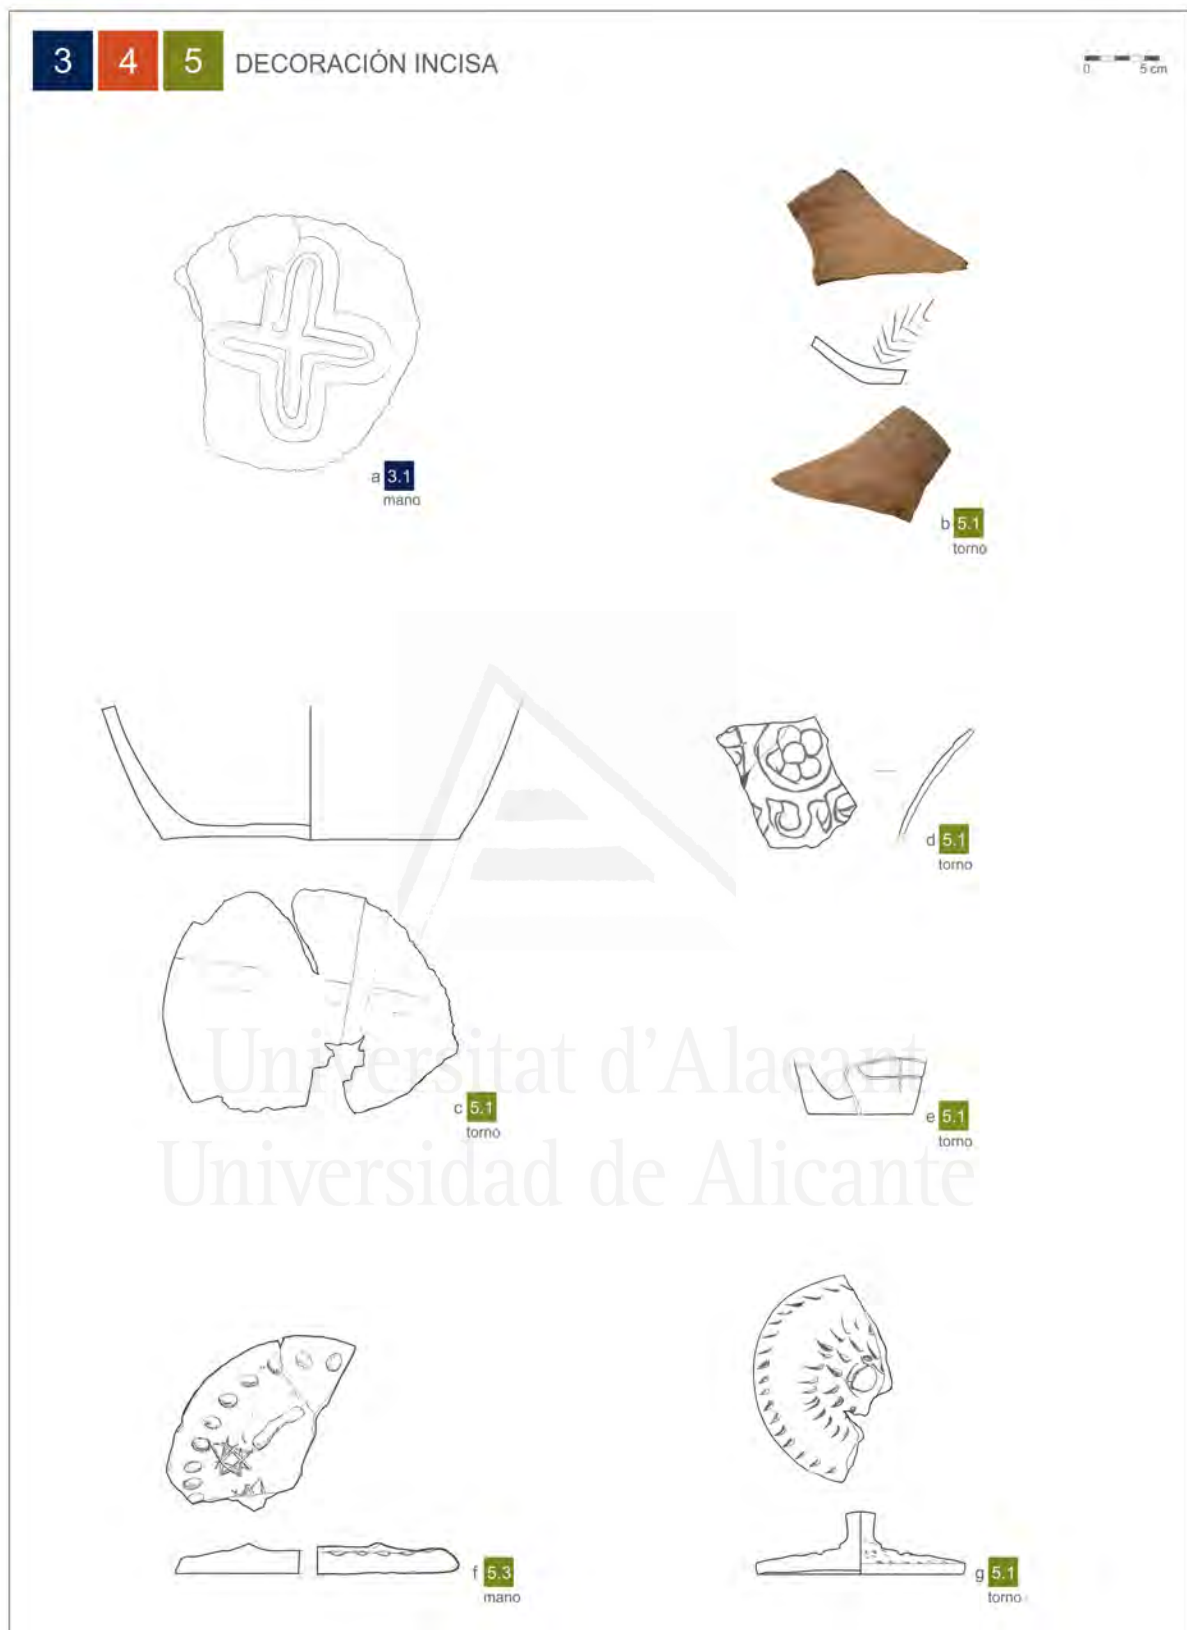 3 4 5 DECORACIÓN INCISA
0 5 cm
a 3.1
mano
b 5.1
torno
d 5.1
torno
c 5.1
torno
e 5.1
torno
Universitat d'Alacant
Universidad de Alicante
f 5.3
mano
g 5.1
torno